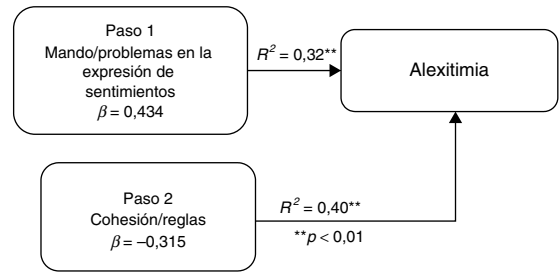 Paso 1
Mando/problemas en la
expresión de
sentimientos
β = 0,434
R² = 0,32**
Alexitimia
Paso 2
Cohesión/reglas
β = –0,315
R² = 0,40**
**p < 0,01